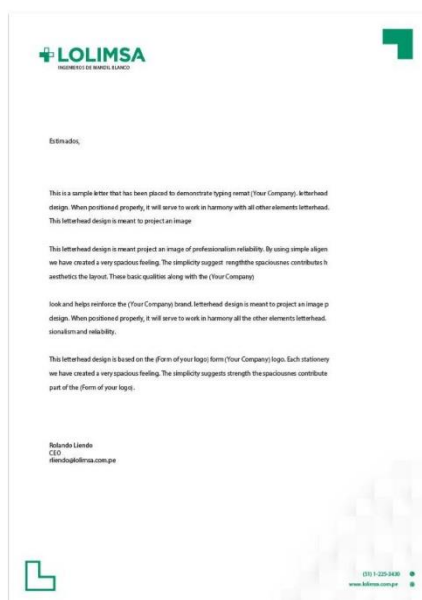 LOLIMSA
INGENIEROS DE MANDIL BLANCO
Estimados,
This is a sample letter that has been placed to demonstrate typing remat (Your Company). letterhead
design. When positioned properly, it will serve to work in harmony with all other elements letterhead.
This letterhead design is meant to project an image
This letterhead design is meant project an image of professionalism reliability. By using simple aligen
we have created a very spacious feeling. The simplicity suggest rengththe spaciousnes contributes h
aesthetics the layout. These basic qualities along with the (Your Company)
look and helps reinforce the (Your Company) brand. letterhead design is meant to project an image p
design. When positioned properly, it will serve to work in harmony all the other elements letterhead.
sionalism and reliability.
This letterhead design is based on the (Form of your logo) form (Your Company) logo. Each stationery
we have created a very spacious feeling. The simplicity suggests strength the spaciousnes contribute
part of the (Form of your logo).
Rolando Liendo
CEO
rliendo@lolimsa.com.pe
(51) 1-225-3430
www.lolimsa.com.pe